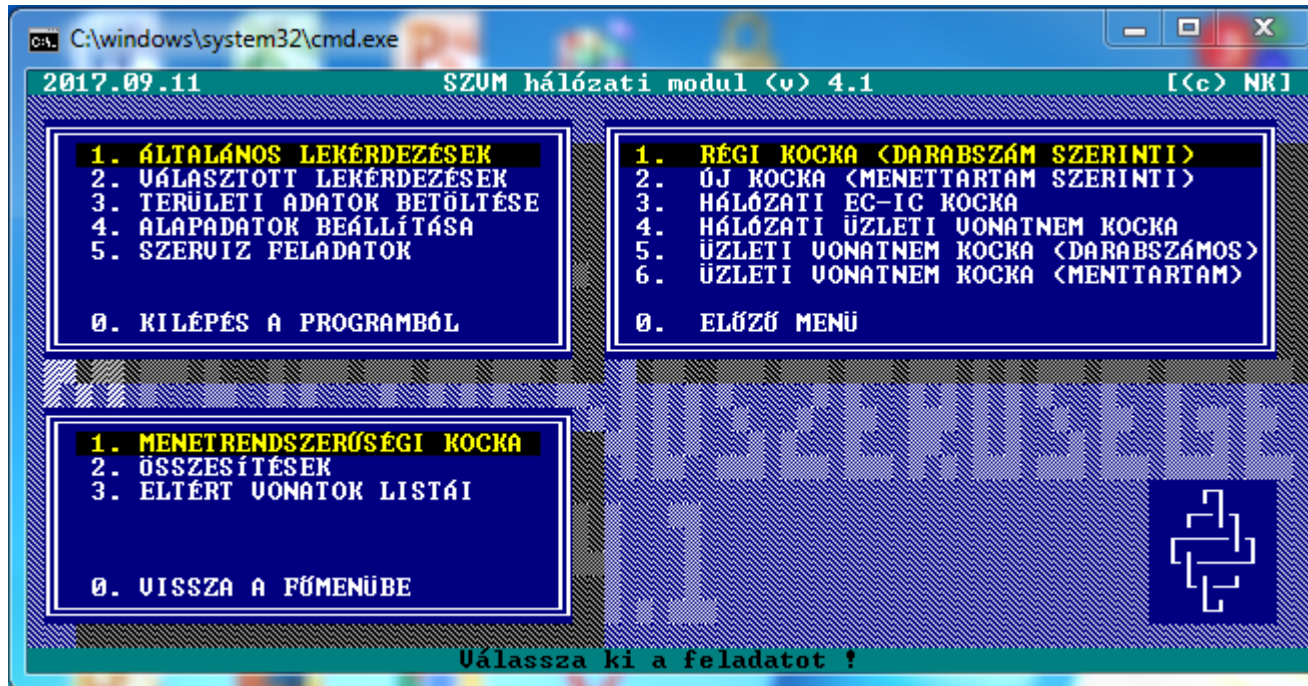 C:\windows\system32\cmd.exe
2017.09.11 SZVM hálózati modul (v) 4.1 [(c) NK]
1. ÁLTALÁNOS LEKÉRDEZÉSEK
2. VÁLASZTOTT LEKÉRDEZÉSEK
3. TERÜLETI ADATOK BETÖLTÉSE
4. ALAPADATOK BEÁLLÍTÁSA
5. SZERVIZ FELADATOK
0. KILÉPÉS A PROGRAMBÓL
1. RÉGI KOCKA (DARABSZÁM SZERINTI)
2. ÚJ KOCKA (MENETTARTAM SZERINTI)
3. HÁLÓZATI EC-IC KOCKA
4. HÁLÓZATI ÜZLETI VONATNEM KOCKA
5. ÜZLETI VONATNEM KOCKA (DARABSZÁMOS)
6. ÜZLETI VONATNEM KOCKA (MENTTARTAM)
0. ELŐZŐ MENÜ
1. MENETRENDSZERŰSÉGI KOCKA
2. ÖSSZESÍTÉSEK
3. ELTÉRT VONATOK LISTÁI
0. VISSZA A FŐMENÜBE
Válassza ki a feladatot !